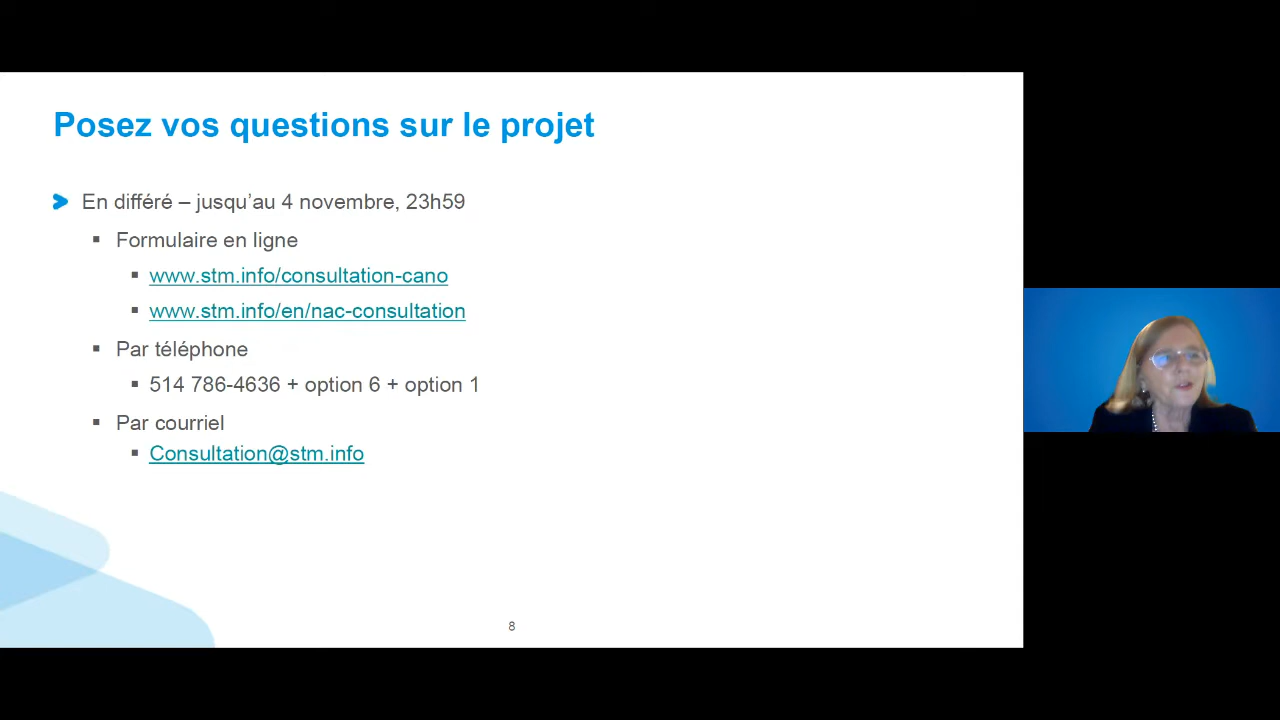 Posez vos questions sur le projet
En différé – jusqu'au 4 novembre, 23h59
Formulaire en ligne
www.stm.info/consultation-cano
www.stm.info/en/nac-consultation
Par téléphone
514 786-4636 + option 6 + option 1
Par courriel
Consultation@stm.info
8